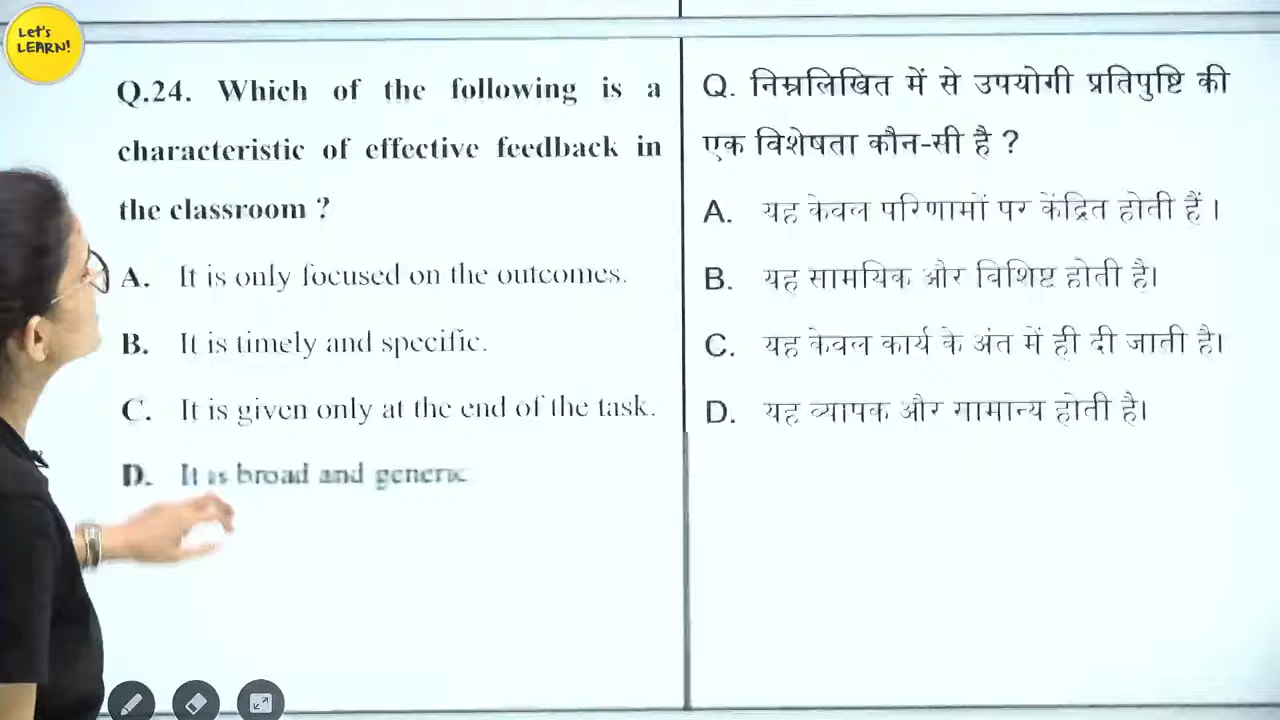 Let's
LEARN!
Q.24. Which of the following is a
characteristic of effective feedback in
the classroom ?
A. It is only focused on the outcomes.
B. It is timely and specific.
C. It is given only at the end of the task.
D. It is broad and generic
Q. निम्नलिखित में से उपयोगी प्रतिपुष्टि की
एक विशेषता कौन-सी है ?
A. यह केवल परिणामों पर केंद्रित होती हैं।
B. यह सामयिक और विशिष्ट होती है।
C. यह केवल कार्य के अंत में ही दी जाती है।
D. यह व्यापक और सामान्य होती है।